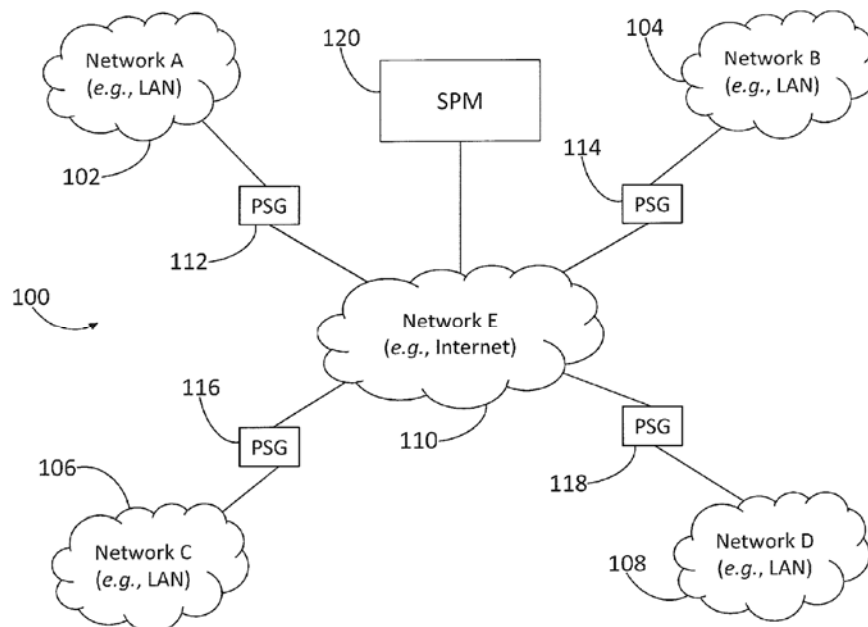 Network A
(e.g., LAN)
102
120
SPM
104
Network B
(e.g., LAN)
114
PSG
112
PSG
100
Network E
(e.g., Internet)
110
116
PSG
106
Network C
(e.g., LAN)
PSG
118
Network D
(e.g., LAN)
108